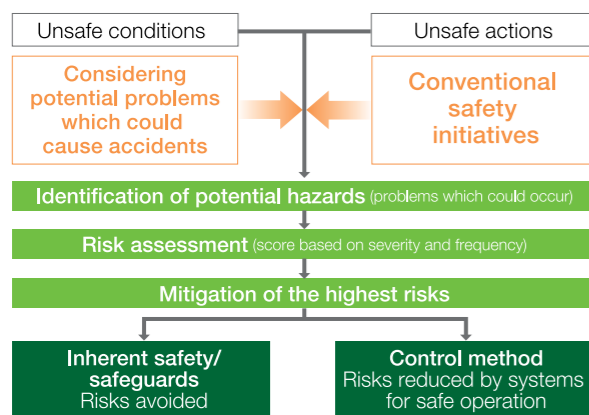 Unsafe conditions
Unsafe actions
Considering
potential problems
which could
cause accidents
Conventional
safety
initiatives
Identification of potential hazards (problems which could occur)
Risk assessment (score based on severity and frequency)
Mitigation of the highest risks
Inherent safety/
safeguards
Risks avoided
Control method
Risks reduced by systems
for safe operation